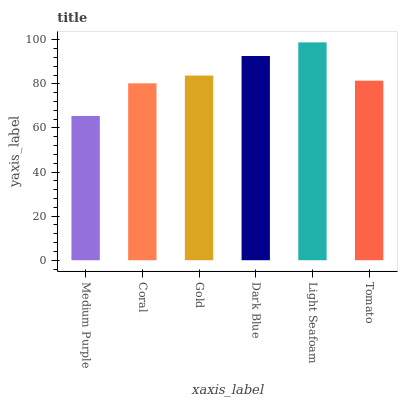 title
yaxis_label
100
80
60
40
20
0
Medium Purple
Coral
Gold
Dark Blue
Light Seafoam
Tomato
xaxis_label